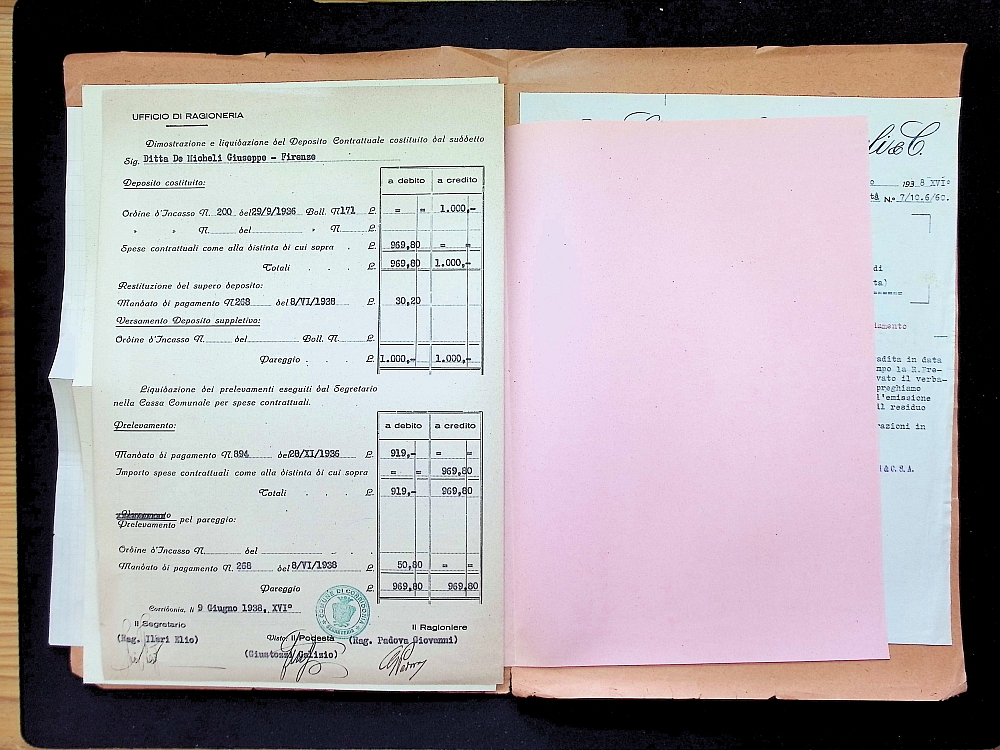 UFFICIO DI RAGIONERIA
Dimostrazione e liquidazione del Deposito Contrattuale costituito dal suddetto
Sig. Ditta De Micheli Giuseppe - Firenze
a debito a credito
Deposito costituito:
Ordine d'Incasso N. 200 del 29/9/1936 Boll. N 171 £. = = 1.000,-
" " N. del " N £.
Spese contrattuali come alla distinta di cui sopra . £. 969,80 = =
Totali . . . £. 969,80 1.000,-
Restituzione del supero deposito:
Mandato di pagamento N. 268 del 8/VI/1938 £. 30,20
Versamento Deposito suppletivo:
Ordine d'Incasso N. del Boll. N. £.
Pareggio . . . £. 1.000,- 1.000,-
Liquidazione dei prelevamenti eseguiti dal Segretario
nella Cassa Comunale per spese contrattuali.
a debito a credito
Prelevamento:
Mandato di pagamento N. 894 del 28/XI/1936 £. 919,- = =
Importo spese contrattuali come alla distinta di cui sopra = = 969,80
Totali . . . £. 919,- 969,80
Prelevamento pel pareggio:
Ordine d'Incasso N. del
Mandato di pagamento N. 268 del 8/VI/1938 £. 50,80 = =
Pareggio £. 969,80 969,80
Corridonia, li 9 Giugno 1938, XVI°
COMUNE DI CORRIDONIA
Il Segretario Visto: Il Podestà Il Ragioniere
(Rag. Ilari Elio) (Rag. Padova Giovanni)
(Giustozzi Galizio)
li & C.
193 8 XVI°
N.° 7/10.6/60.
di
ta)
iamento
adita in data
mpo la R.Pre-
vato il verba-
preghiamo
l'emissione
il residuo
razioni in
& C. S. A.